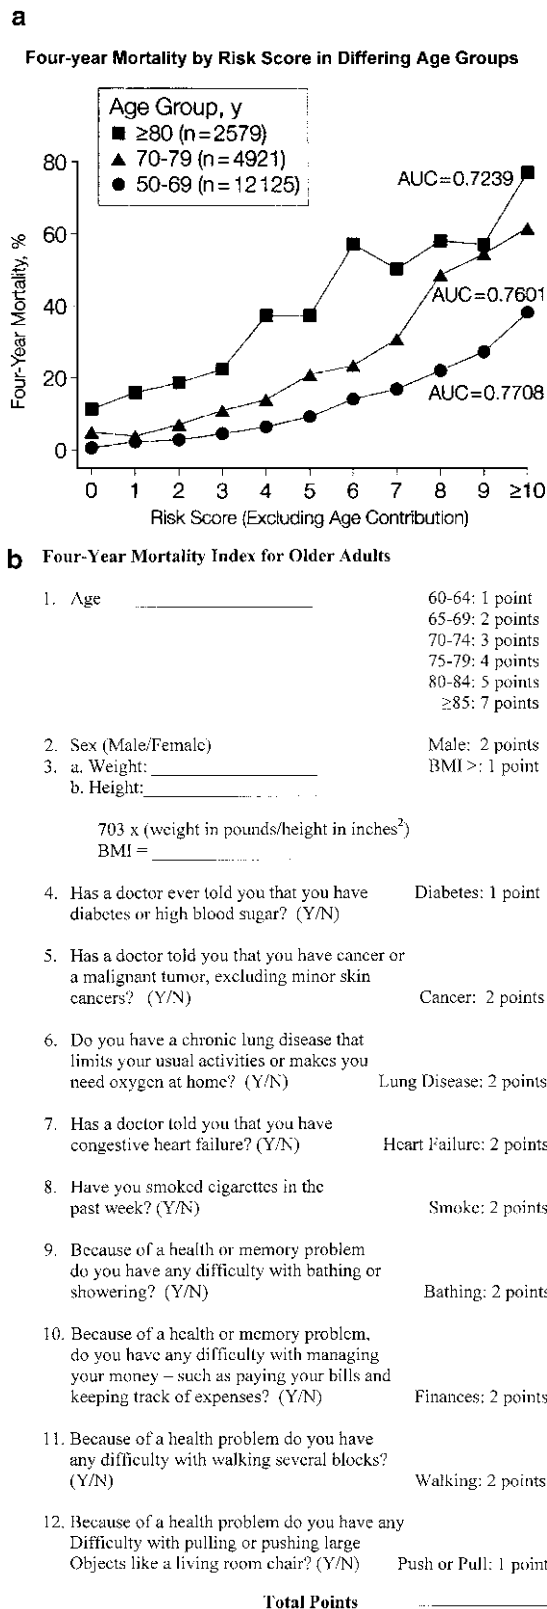 a
Four-year Mortality by Risk Score in Differing Age Groups
Age Group, y
≥80 (n=2579)
70-79 (n=4921)
50-69 (n=12125)
80
60
40
20
0
Four-Year Mortality, %
AUC=0.7239
AUC=0.7601
AUC=0.7708
0 1 2 3 4 5 6 7 8 9 ≥10
Risk Score (Excluding Age Contribution)
b Four-Year Mortality Index for Older Adults
1. Age 60-64: 1 point
65-69: 2 points
70-74: 3 points
75-79: 4 points
80-84: 5 points
≥85: 7 points
2. Sex (Male/Female) Male: 2 points
3. a. Weight: BMI >: 1 point
b. Height:
703 x (weight in pounds/height in inches²)
BMI =
4. Has a doctor ever told you that you have Diabetes: 1 point
diabetes or high blood sugar? (Y/N)
5. Has a doctor told you that you have cancer or
a malignant tumor, excluding minor skin
cancers? (Y/N) Cancer: 2 points
6. Do you have a chronic lung disease that
limits your usual activities or makes you
need oxygen at home? (Y/N) Lung Disease: 2 points
7. Has a doctor told you that you have
congestive heart failure? (Y/N) Heart Failure: 2 points
8. Have you smoked cigarettes in the
past week? (Y/N) Smoke: 2 points
9. Because of a health or memory problem
do you have any difficulty with bathing or
showering? (Y/N) Bathing: 2 points
10. Because of a health or memory problem,
do you have any difficulty with managing
your money – such as paying your bills and
keeping track of expenses? (Y/N) Finances: 2 points
11. Because of a health problem do you have
any difficulty with walking several blocks?
(Y/N) Walking: 2 points
12. Because of a health problem do you have any
Difficulty with pulling or pushing large
Objects like a living room chair? (Y/N) Push or Pull: 1 point
Total Points